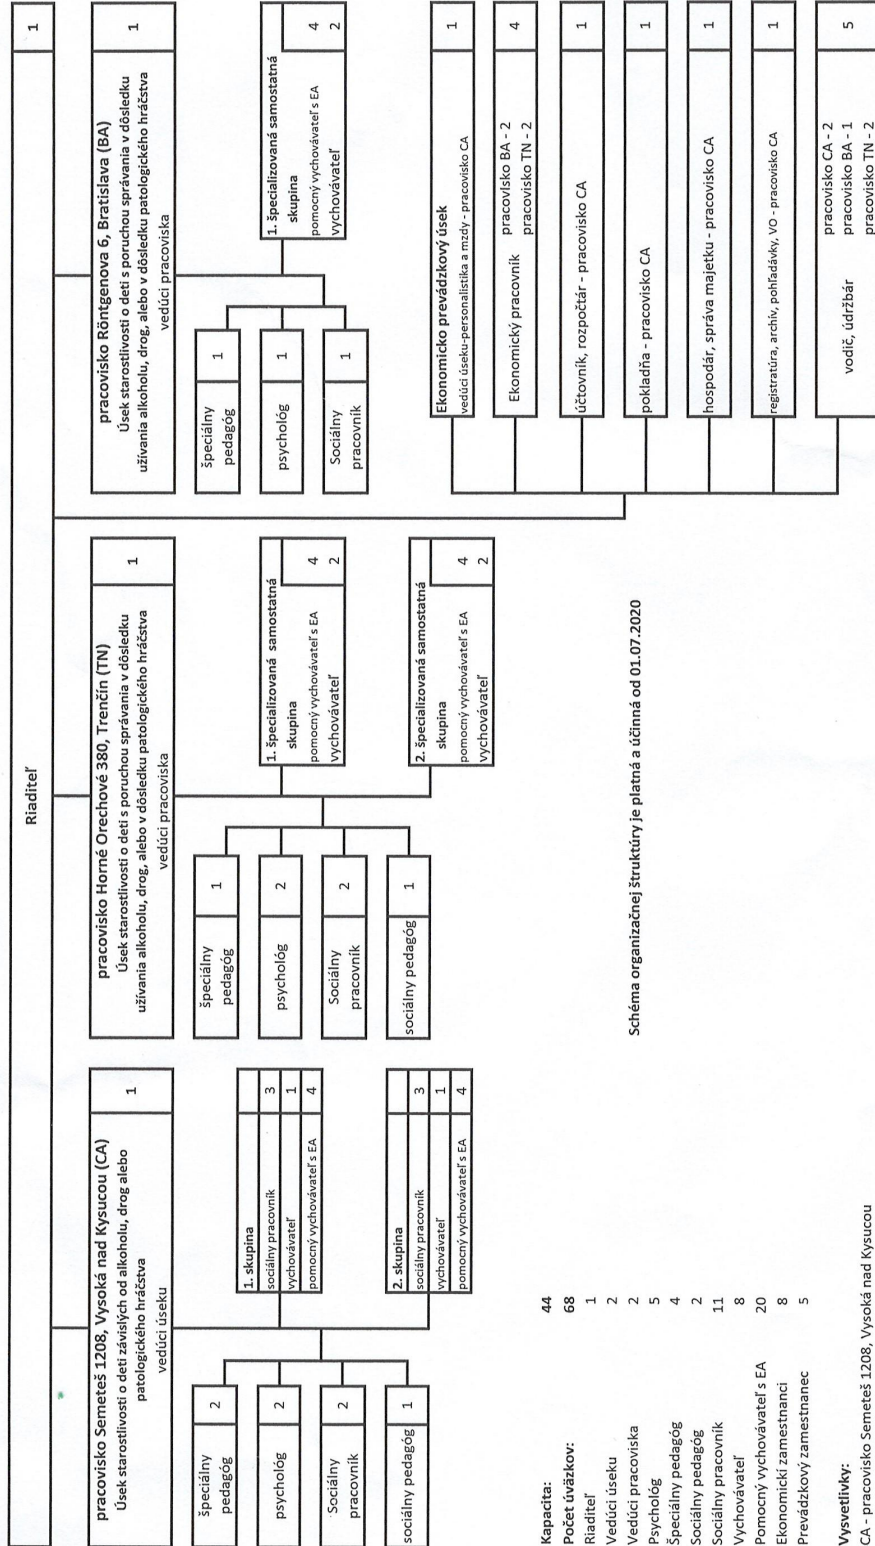 Riaditeľ 1
pracovisko Semeteš 1208, Vysoká nad Kysucou (CA) 1
Úsek starostlivosti o deti závislých od alkoholu, drog alebo
patologického hráčstva
vedúci úseku
špeciálny
pedagóg 2
psychológ 2
Sociálny
pracovník 2
sociálny pedagóg 1
1. skupina
sociálny pracovník 3
vychovávateľ 1
pomocný vychovávateľ s EA 4
2. skupina
sociálny pracovník 3
vychovávateľ 1
pomocný vychovávateľ s EA 4
pracovisko Horné Orechové 380, Trenčín (TN) 1
Úsek starostlivosti o deti s poruchou správania v dôsledku
užívania alkoholu, drog, alebo v dôsledku patologického hráčstva
vedúci pracoviska
špeciálny
pedagóg 1
psychológ 2
Sociálny
pracovník 2
sociálny pedagóg 1
1. špecializovaná samostatná
skupina
pomocný vychovávateľ s EA 4
vychovávateľ 2
2. špecializovaná samostatná
skupina
pomocný vychovávateľ s EA 4
vychovávateľ 2
pracovisko Röntgenova 6, Bratislava (BA) 1
Úsek starostlivosti o deti s poruchou správania v dôsledku
užívania alkoholu, drog, alebo v dôsledku patologického hráčstva
vedúci pracoviska
špeciálny
pedagóg 1
psychológ 1
Sociálny
pracovník 1
1. špecializovaná samostatná
skupina
pomocný vychovávateľ s EA 4
vychovávateľ 2
Ekonomicko prevádzkový úsek 1
vedúci úseku-personalistika a mzdy - pracovisko CA
Ekonomický pracovník pracovisko BA - 2 4
pracovisko TN - 2
účtovník, rozpočtár - pracovisko CA 1
pokladňa - pracovisko CA 1
hospodár, správa majetku - pracovisko CA 1
registratúra, archív, pohľadávky, VO - pracovisko CA 1
vodič, údržbár pracovisko CA - 2 5
pracovisko BA - 1
pracovisko TN - 2
Schéma organizačnej štruktúry je platná a účinná od 01.07.2020
Kapacita: 44
Počet úväzkov: 68
Riaditeľ 1
Vedúci úseku 2
Vedúci pracoviska 2
Psychológ 5
Špeciálny pedagóg 4
Sociálny pedagóg 2
Sociálny pracovník 11
Vychovávateľ 8
Pomocný vychovávateľ s EA 20
Ekonomickí zamestnanci 8
Prevádzkový zamestnanec 5
Vysvetlivky:
CA - pracovisko Semeteš 1208, Vysoká nad Kysucou